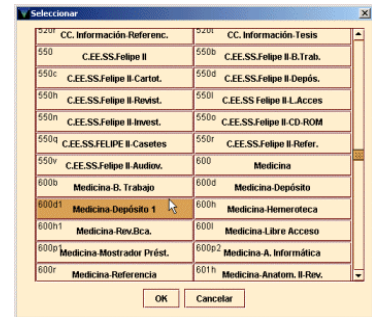 Seleccionar
520r CC. Información-Referenc. 520t CC. Información-Tesis
550 C.EE.SS.Felipe II 550b C.EE.SS.Felipe II-B.Trab.
550c C.EE.SS.Felipe II-Cartot. 550d C.EE.SS.Felipe II-Depós.
550h C.EE.SS.Felipe II-Revist. 550l C.EE.SS Felipe II-L.Acces
550n C.EE.SS.Felipe II-Invest. 550o C.EE.SS.Felipe II-CD-ROM
550q C.EE.SS.FELIPE II-Casetes 550r C.EE.SS.Felipe II-Refer.
550v C.EE.SS.Felipe II-Audiov. 600 Medicina
600b Medicina-B. Trabajo 600d Medicina-Depósito
600d1 Medicina-Depósito 1 600h Medicina-Hemeroteca
600h1 Medicina-Rev.Bca. 600l Medicina-Libre Acceso
600p1 Medicina-Mostrador Prést. 600p2 Medicina-A. Informática
600r Medicina-Referencia 601h Medicina-Anatom. II-Rev.
OK Cancelar